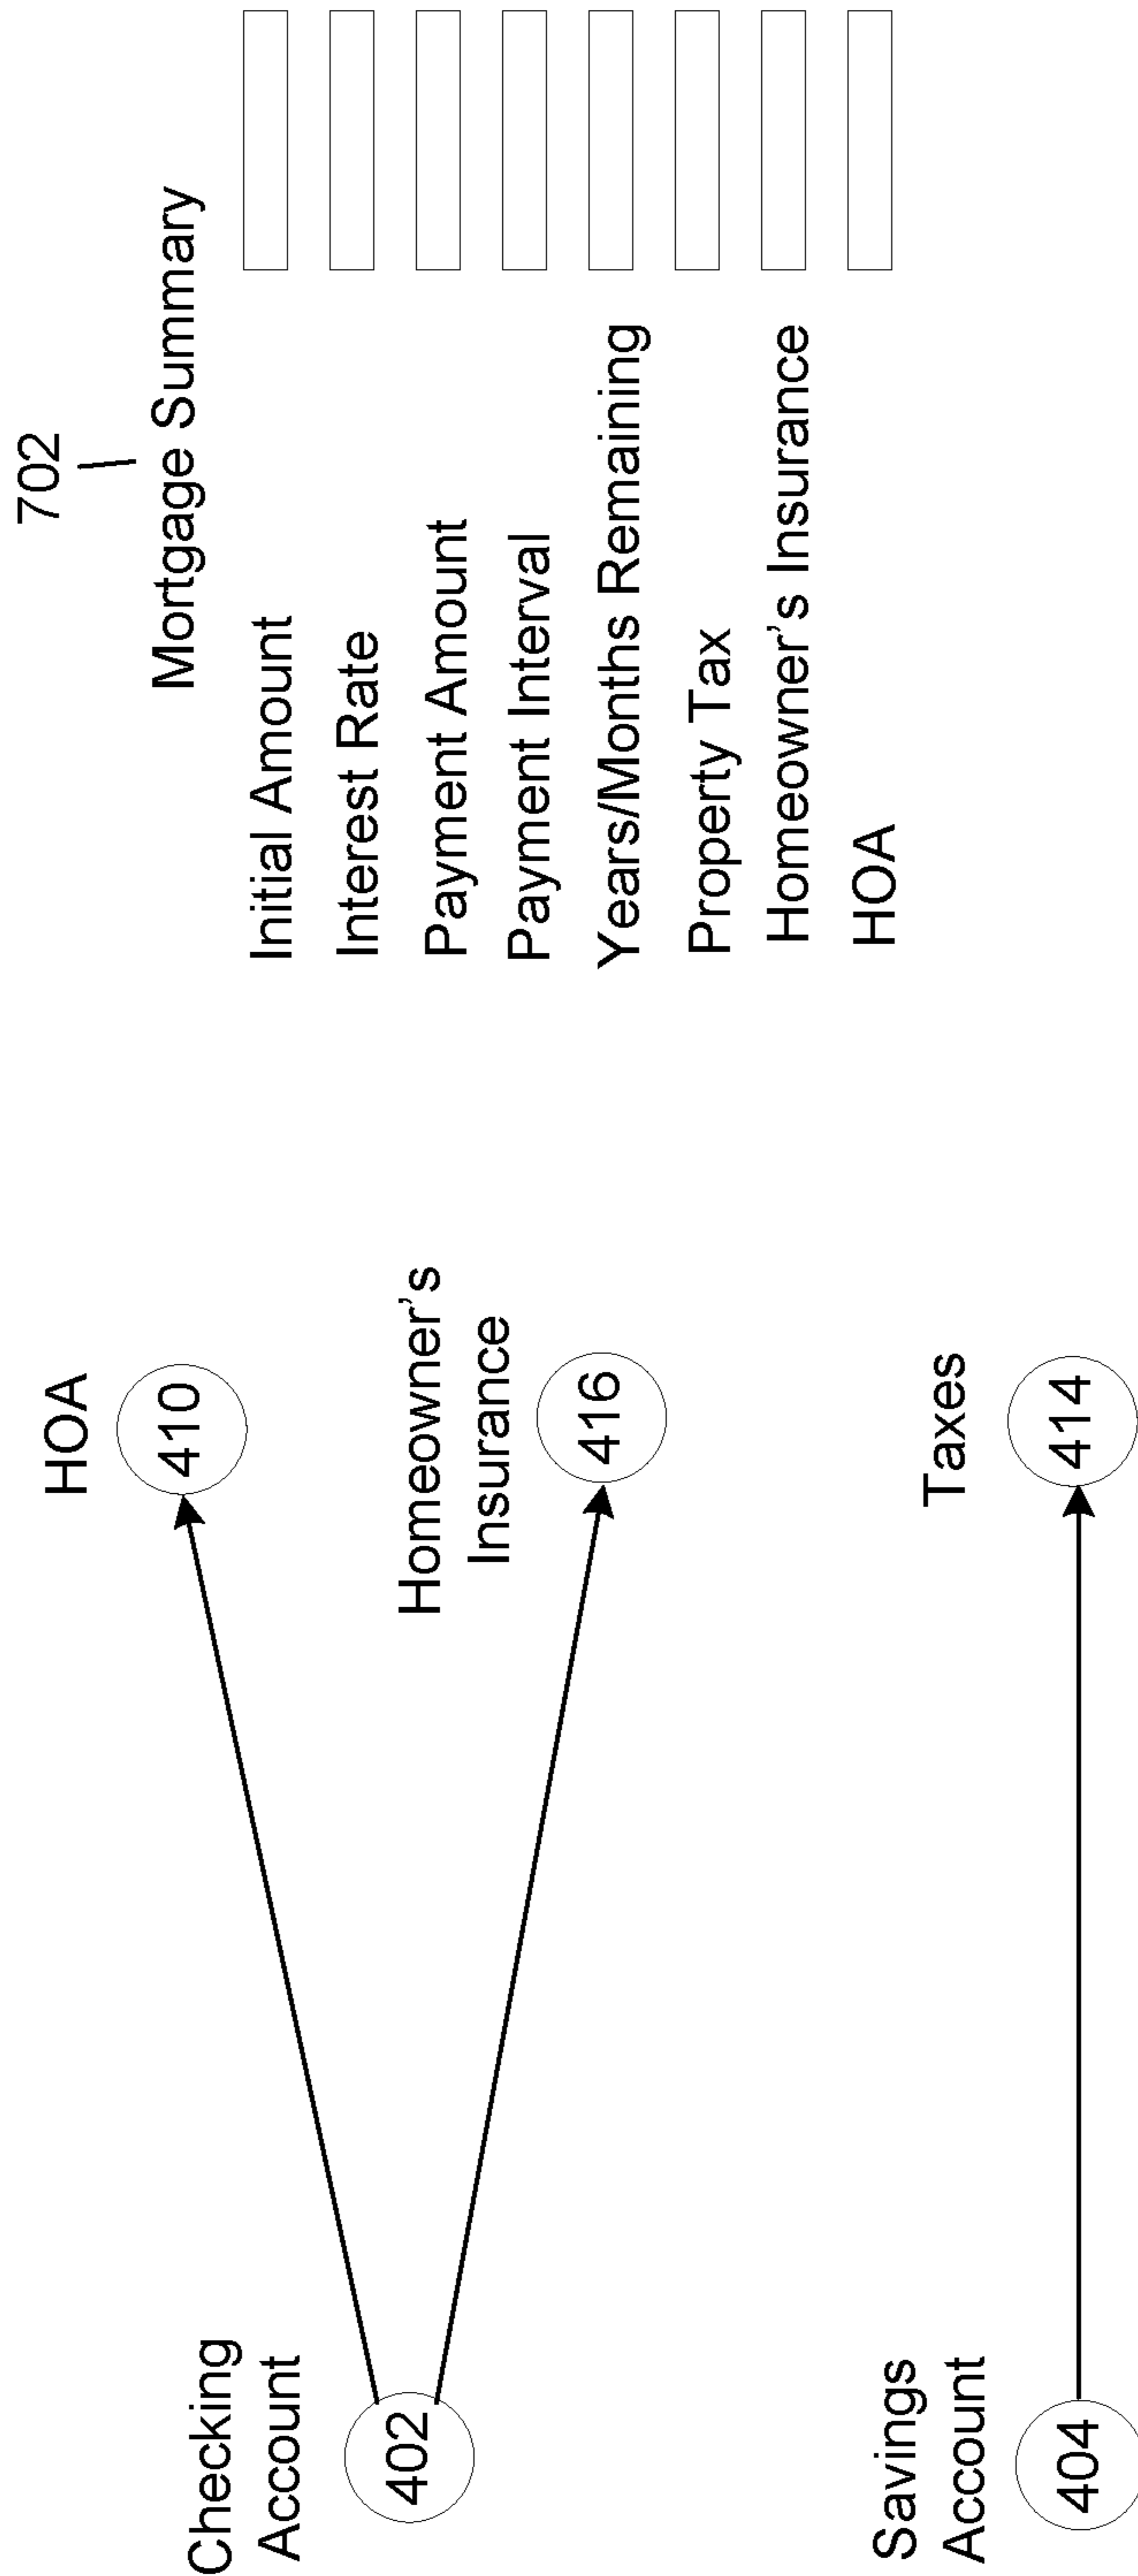 Checking
Account
402
HOA
410
Homeowner's
Insurance
416
Savings
Account
404
Taxes
414
702
Mortgage Summary
Initial Amount
Interest Rate
Payment Amount
Payment Interval
Years/Months Remaining
Property Tax
Homeowner's Insurance
HOA